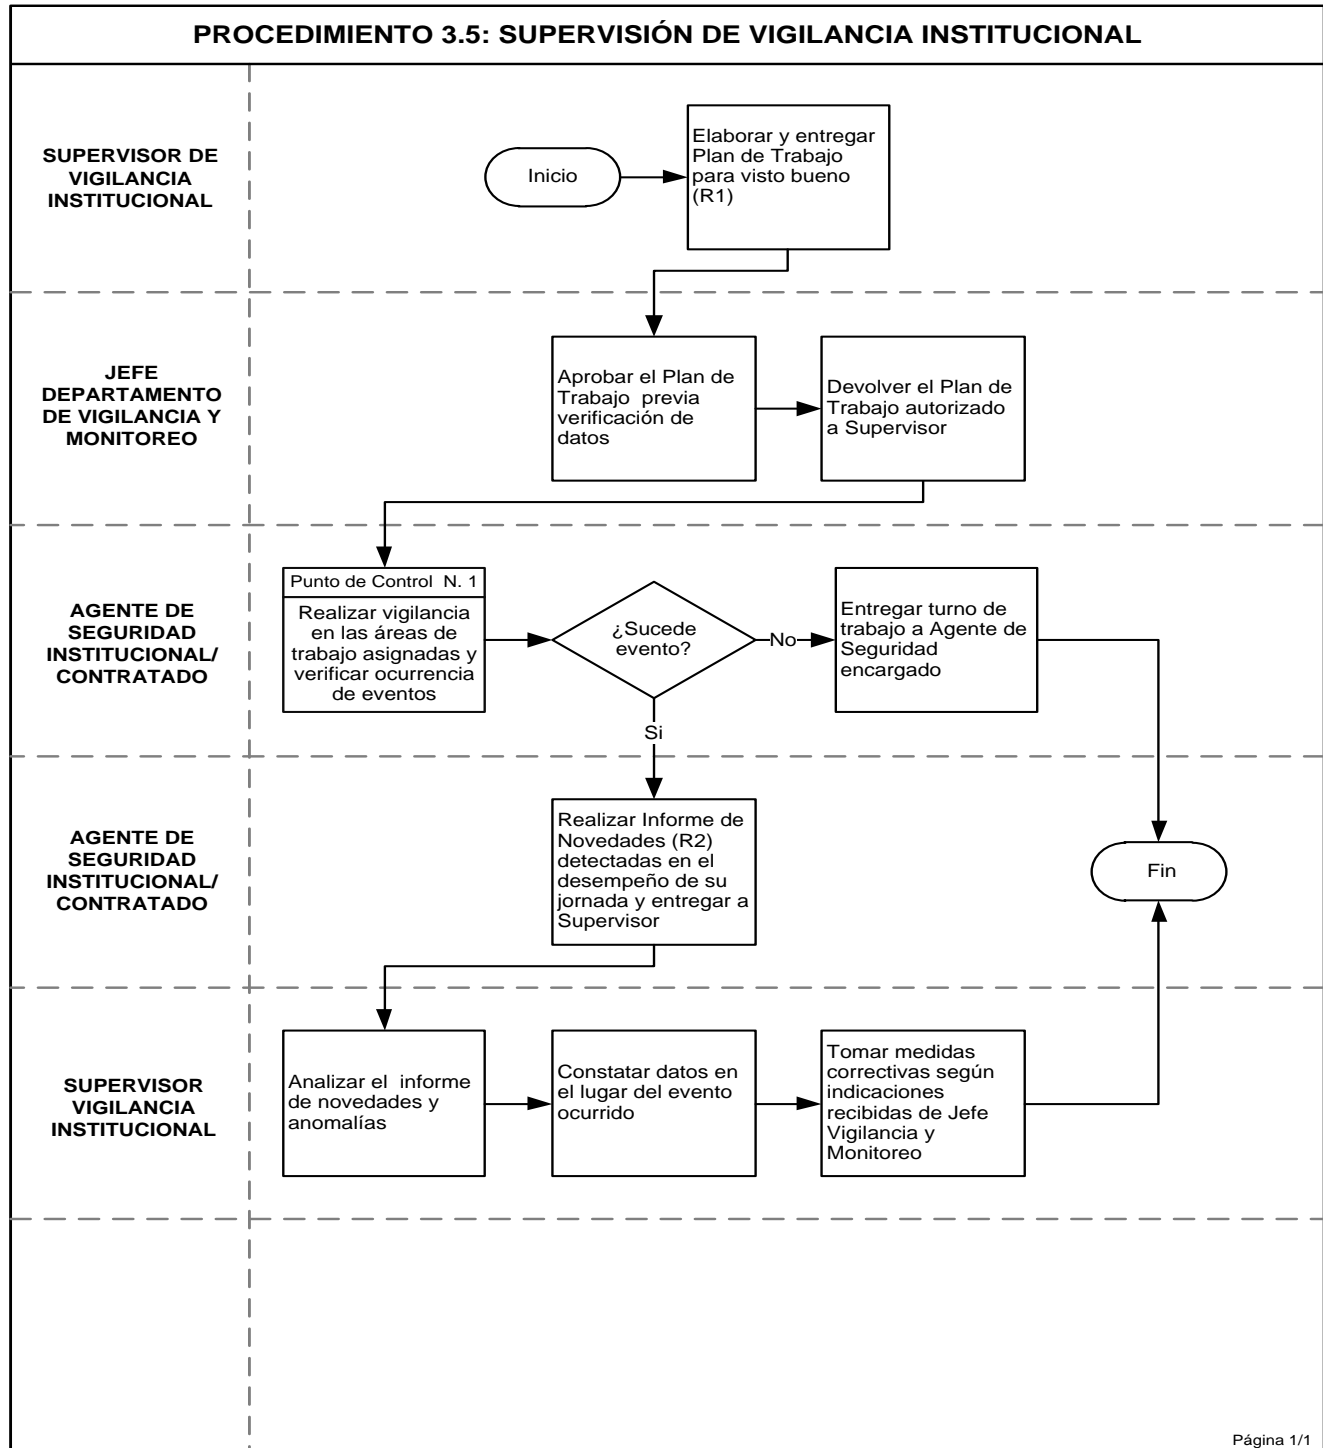 PROCEDIMIENTO 3.5: SUPERVISIÓN DE VIGILANCIA INSTITUCIONAL
SUPERVISOR DE
VIGILANCIA
INSTITUCIONAL
Inicio
Elaborar y entregar
Plan de Trabajo
para visto bueno
(R1)
JEFE
DEPARTAMENTO
DE VIGILANCIA Y
MONITOREO
Aprobar el Plan de
Trabajo previa
verificación de
datos
Devolver el Plan de
Trabajo autorizado
a Supervisor
AGENTE DE
SEGURIDAD
INSTITUCIONAL/
CONTRATADO
Punto de Control N. 1
Realizar vigilancia
en las áreas de
trabajo asignadas y
verificar ocurrencia
de eventos
¿Sucede
evento?
No
Entregar turno de
trabajo a Agente de
Seguridad
encargado
Si
AGENTE DE
SEGURIDAD
INSTITUCIONAL/
CONTRATADO
Realizar Informe de
Novedades (R2)
detectadas en el
desempeño de su
jornada y entregar a
Supervisor
Fin
SUPERVISOR
VIGILANCIA
INSTITUCIONAL
Analizar el informe
de novedades y
anomalías
Constatar datos en
el lugar del evento
ocurrido
Tomar medidas
correctivas según
indicaciones
recibidas de Jefe
Vigilancia y
Monitoreo
Página 1/1